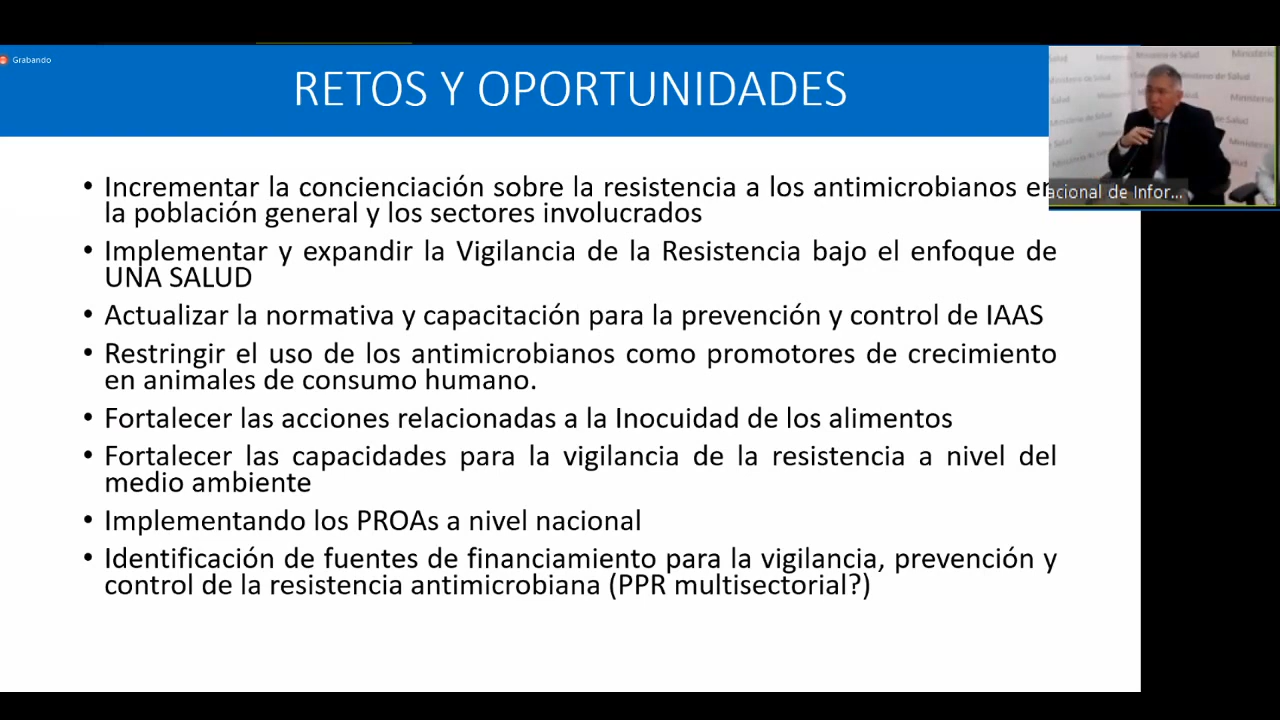 Grabando
RETOS Y OPORTUNIDADES
• Incrementar la concienciación sobre la resistencia a los antimicrobianos en
la población general y los sectores involucrados
• Implementar y expandir la Vigilancia de la Resistencia bajo el enfoque de
UNA SALUD
• Actualizar la normativa y capacitación para la prevención y control de IAAS
• Restringir el uso de los antimicrobianos como promotores de crecimiento
en animales de consumo humano.
• Fortalecer las acciones relacionadas a la Inocuidad de los alimentos
• Fortalecer las capacidades para la vigilancia de la resistencia a nivel del
medio ambiente
• Implementando los PROAs a nivel nacional
• Identificación de fuentes de financiamiento para la vigilancia, prevención y
control de la resistencia antimicrobiana (PPR multisectorial?)
Ministerio de Salud
acional de Infor...